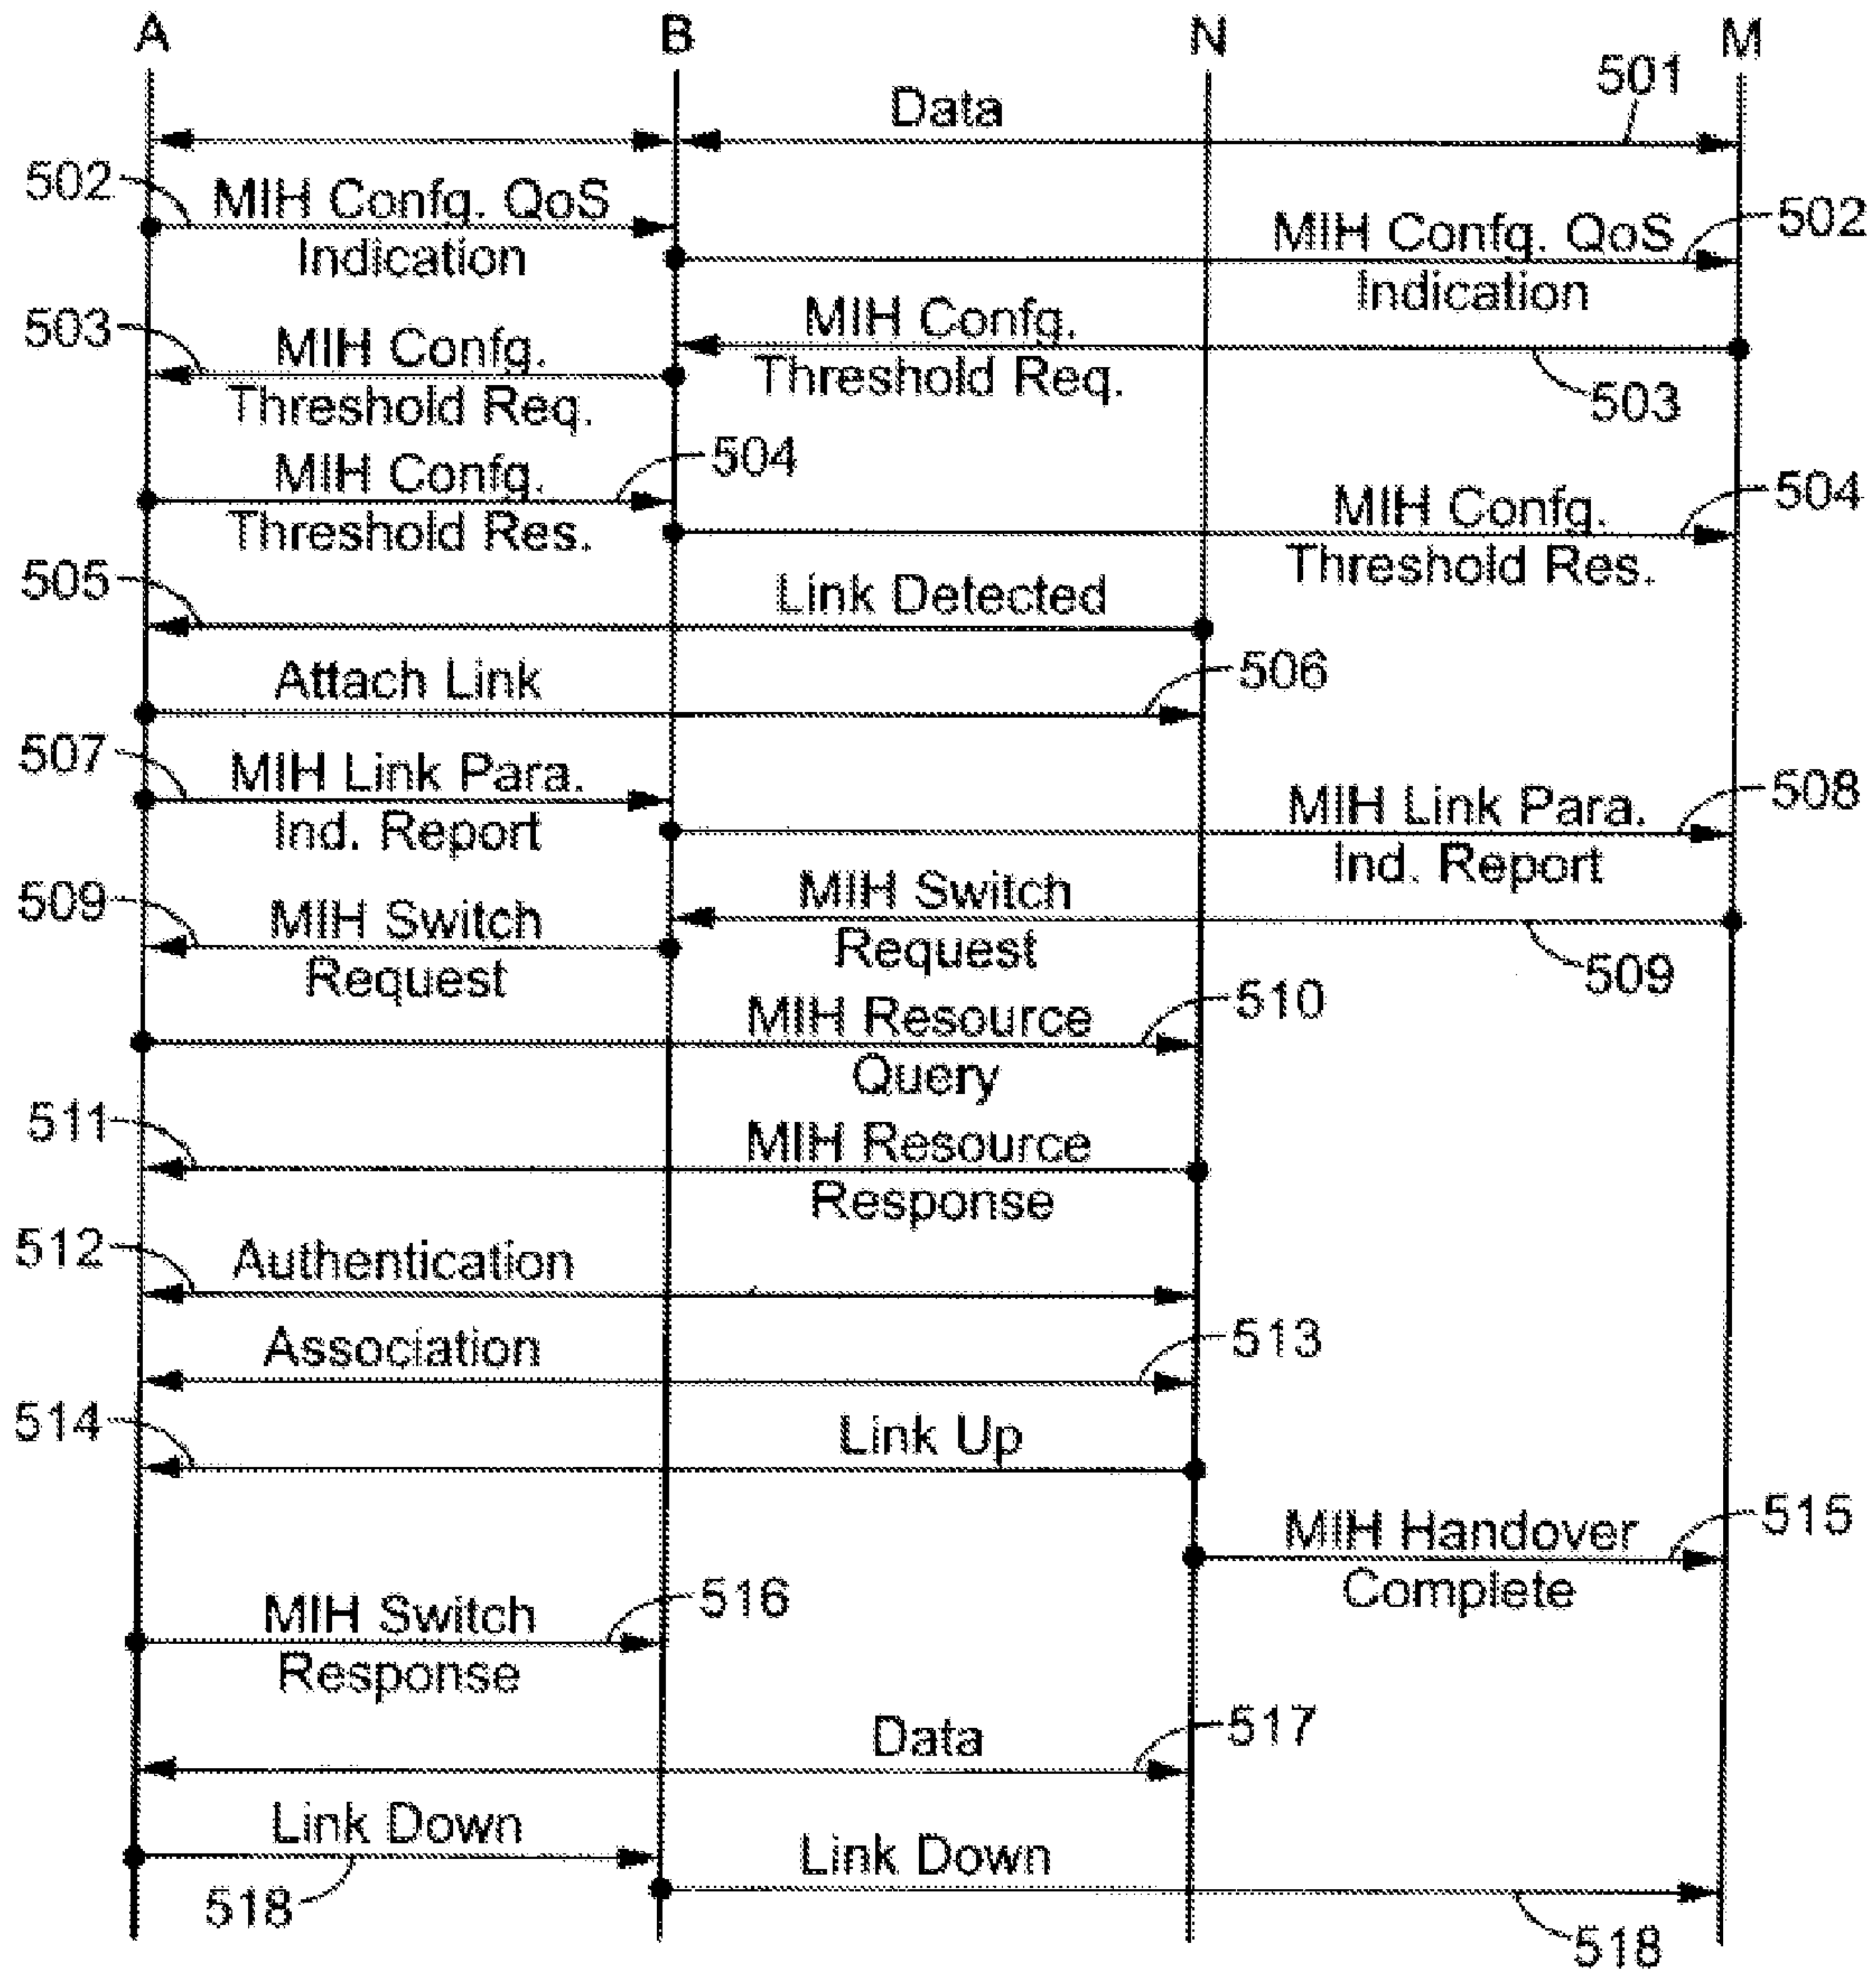 A B N M
Data 501
502 MIH Confg. QoS
Indication
MIH Confg. QoS 502
Indication
503 MIH Confg.
Threshold Req.
MIH Confg.
Threshold Req.
503
MIH Confg. 504
Threshold Res.
MIH Confg. 504
Threshold Res.
505 Link Detected
Attach Link 506
507 MIH Link Para.
Ind. Report
MIH Link Para. 508
Ind. Report
509 MIH Switch
Request
MIH Switch
Request
509
MIH Resource 510
Query
511 MIH Resource
Response
512 Authentication
Association 513
514 Link Up
MIH Handover 515
Complete
MIH Switch 516
Response
Data 517
Link Down
518
Link Down
518